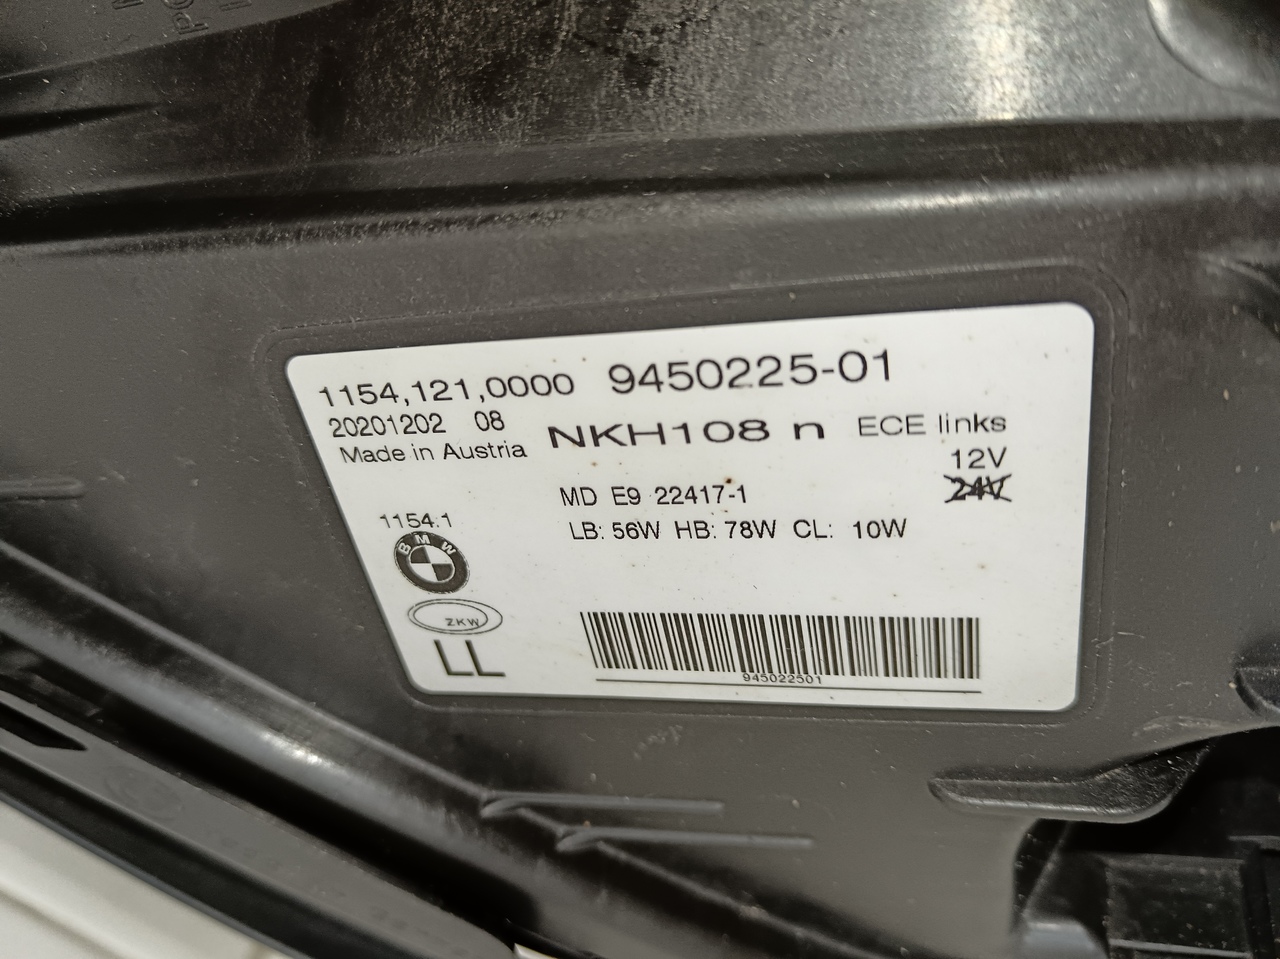 1154,121,0000 9450225-01
20201202 08 NKH108 n ECE links
Made in Austria
12V
24V
MD E9 22417-1
LB: 56W HB: 78W CL: 10W
1154.1
BMW
ZKW
LL
945022501